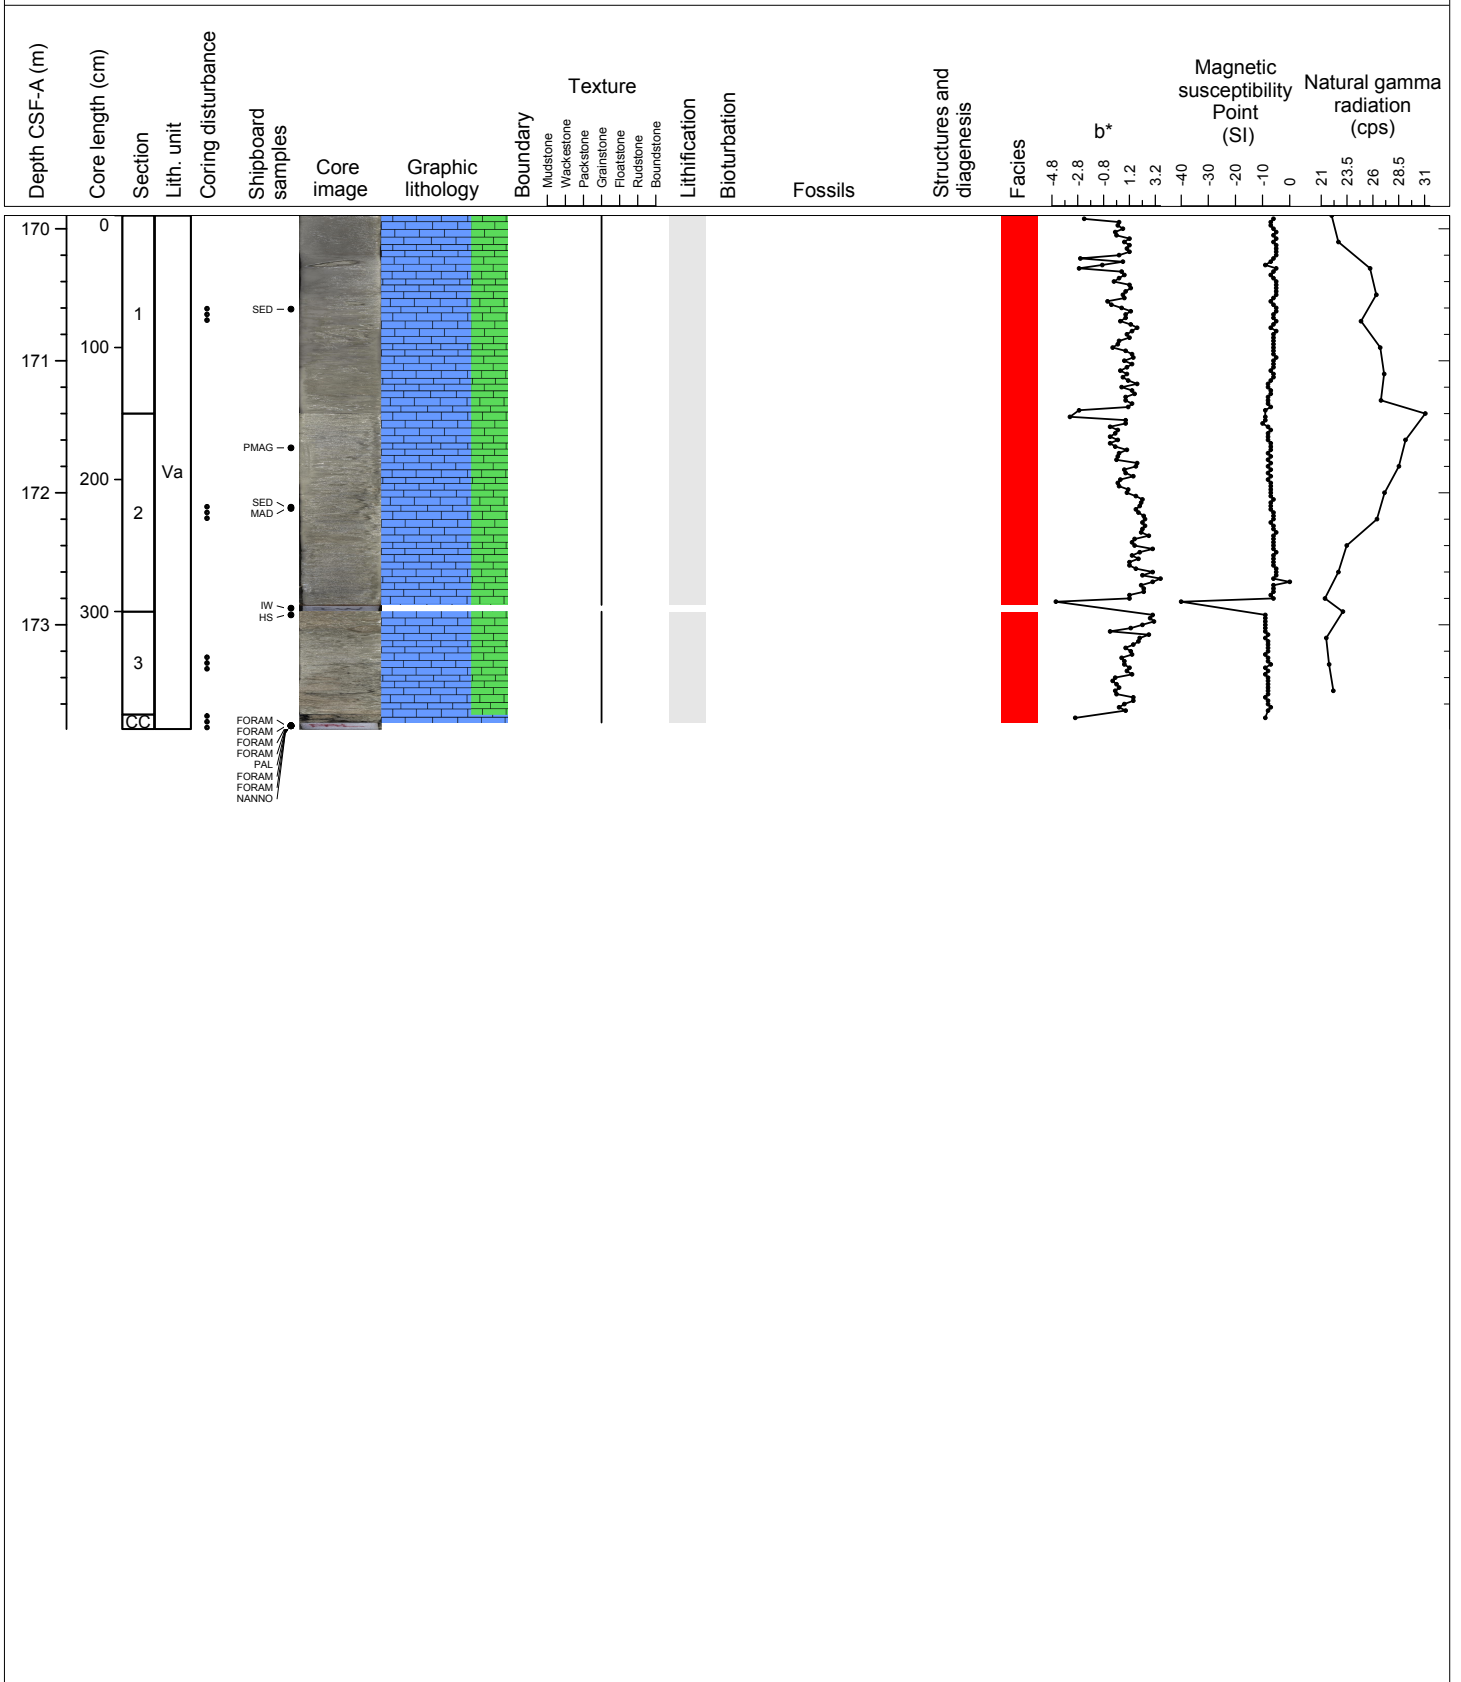 Depth CSF-A (m)
Core length (cm)
Section
Lith. unit
Coring disturbance
Shipboard
samples
Core
image
Graphic
lithology
Boundary
Texture
Mudstone
Wackestone
Packstone
Grainstone
Floatstone
Rudstone
Boundstone
Lithification
Bioturbation
Fossils
Structures and
diagenesis
Facies
b*
-4.8
-2.8
-0.8
1.2
3.2
Magnetic
susceptibility
Point
(SI)
-40
-30
-20
-10
0
Natural gamma
radiation
(cps)
21
23.5
26
28.5
31
170
171
172
173
0
100
200
300
1
2
3
CC
Va
SED
PMAG
SED
MAD
IW
HS
FORAM
FORAM
FORAM
FORAM
PAL
FORAM
FORAM
NANNO